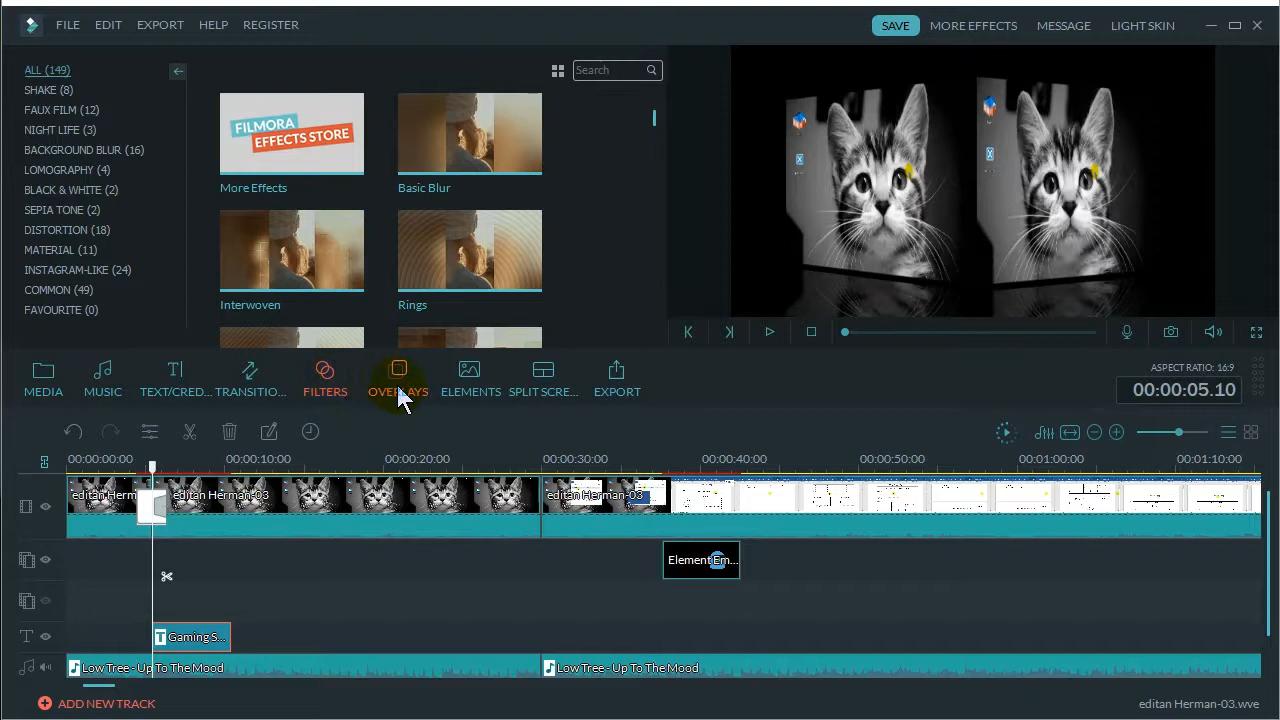 FILE EDIT EXPORT HELP REGISTER SAVE MORE EFFECTS MESSAGE LIGHT SKIN
ALL (149)
SHAKE (8)
FAUX FILM (12)
NIGHT LIFE (3)
BACKGROUND BLUR (16)
LOMOGRAPHY (4)
BLACK & WHITE (2)
SEPIA TONE (2)
DISTORTION (18)
MATERIAL (11)
INSTAGRAM-LIKE (24)
COMMON (49)
FAVOURITE (0)
Search
FILMORA
EFFECTS STORE
More Effects Basic Blur
Interwoven Rings
MEDIA MUSIC TEXT/CRED... TRANSITIO... FILTERS OVERLAYS ELEMENTS SPLIT SCRE... EXPORT
ASPECT RATIO: 16:9
00:00:05.10
00:00:00:00 00:00:10:00 00:00:20:00 00:00:30:00 00:00:40:00 00:00:50:00 00:01:00:00 00:01:10:00
editan Herm editan Herman-03 editan Herman-03
Element Em...
T T Gaming S...
Low Tree - Up To The Mood Low Tree - Up To The Mood
ADD NEW TRACK editan Herman-03.wve